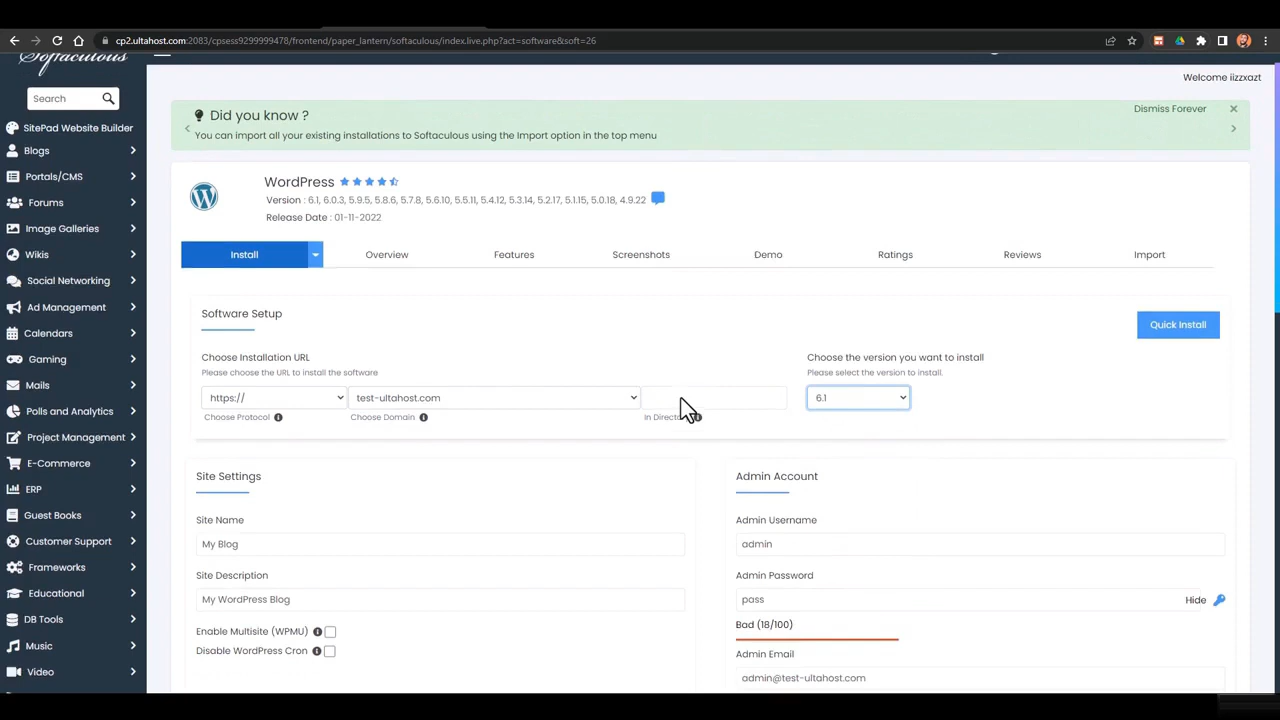 cp2.ultahost.com:2083/cpsess9299999478/frontend/paper_lantern/softaculous/index.live.php?act=software&soft=26
Softaculous
Welcome iizzxazt
Search
SitePad Website Builder
Blogs
Portals/CMS
Forums
Image Galleries
Wikis
Social Networking
Ad Management
Calendars
Gaming
Mails
Polls and Analytics
Project Management
E-Commerce
ERP
Guest Books
Customer Support
Frameworks
Educational
DB Tools
Music
Video
Did you know ?
Dismiss Forever
You can import all your existing installations to Softaculous using the Import option in the top menu
WordPress
Version : 6.1, 6.0.3, 5.9.5, 5.8.6, 5.7.8, 5.6.10, 5.5.11, 5.4.12, 5.3.14, 5.2.17, 5.1.15, 5.0.18, 4.9.22
Release Date : 01-11-2022
Install Overview Features Screenshots Demo Ratings Reviews Import
Software Setup
Quick Install
Choose Installation URL
Please choose the URL to install the software
https:// test-ultahost.com
Choose Protocol Choose Domain In
Choose the version you want to install
Please select the version to install.
6.1
Site Settings
Site Name
My Blog
Site Description
My WordPress Blog
Enable Multisite (WPMU)
Disable WordPress Cron
Admin Account
Admin Username
admin
Admin Password
pass Hide
Bad (18/100)
Admin Email
admin@test-ultahost.com